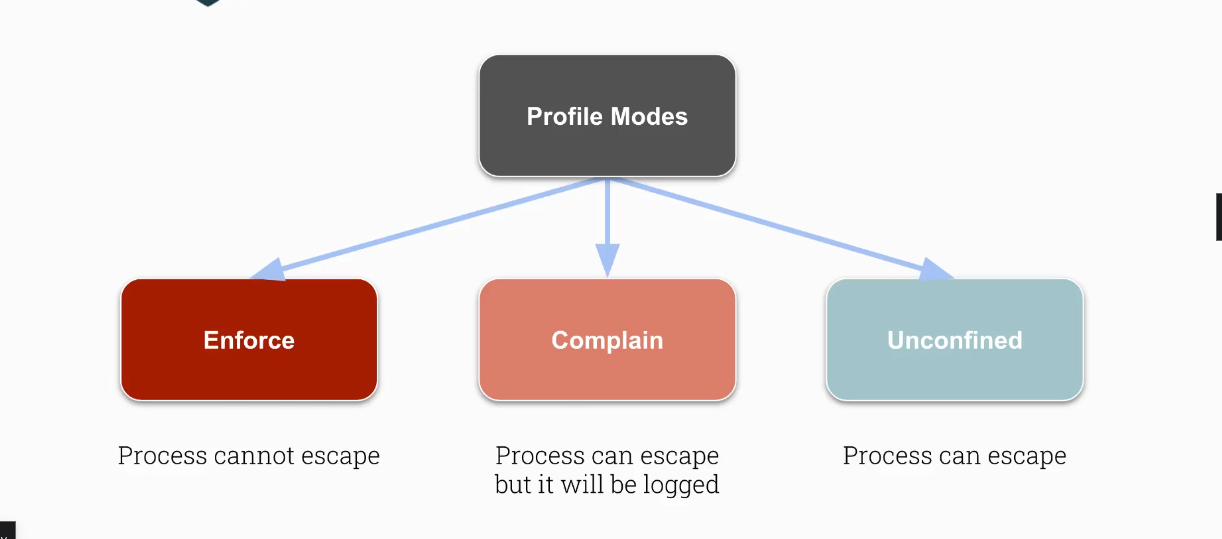 Profile Modes
Enforce
Complain
Unconfined
Process cannot escape
Process can escape
but it will be logged
Process can escape